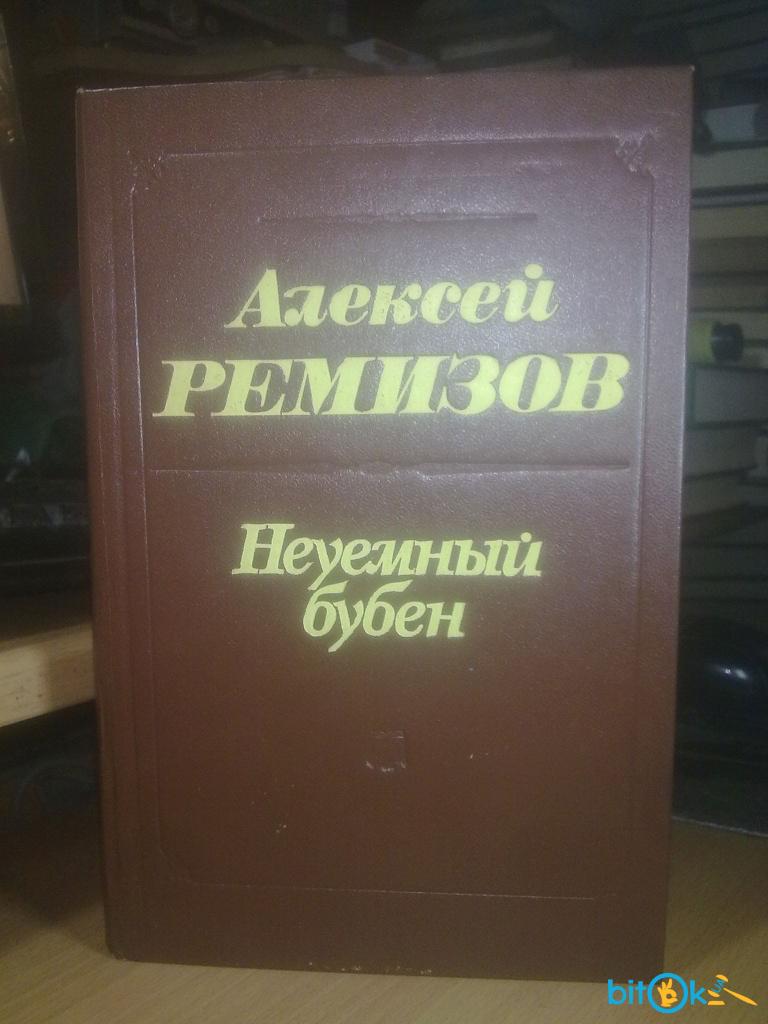 Алексей
РЕМИЗОВ
Неуемный
бубен
bitOk